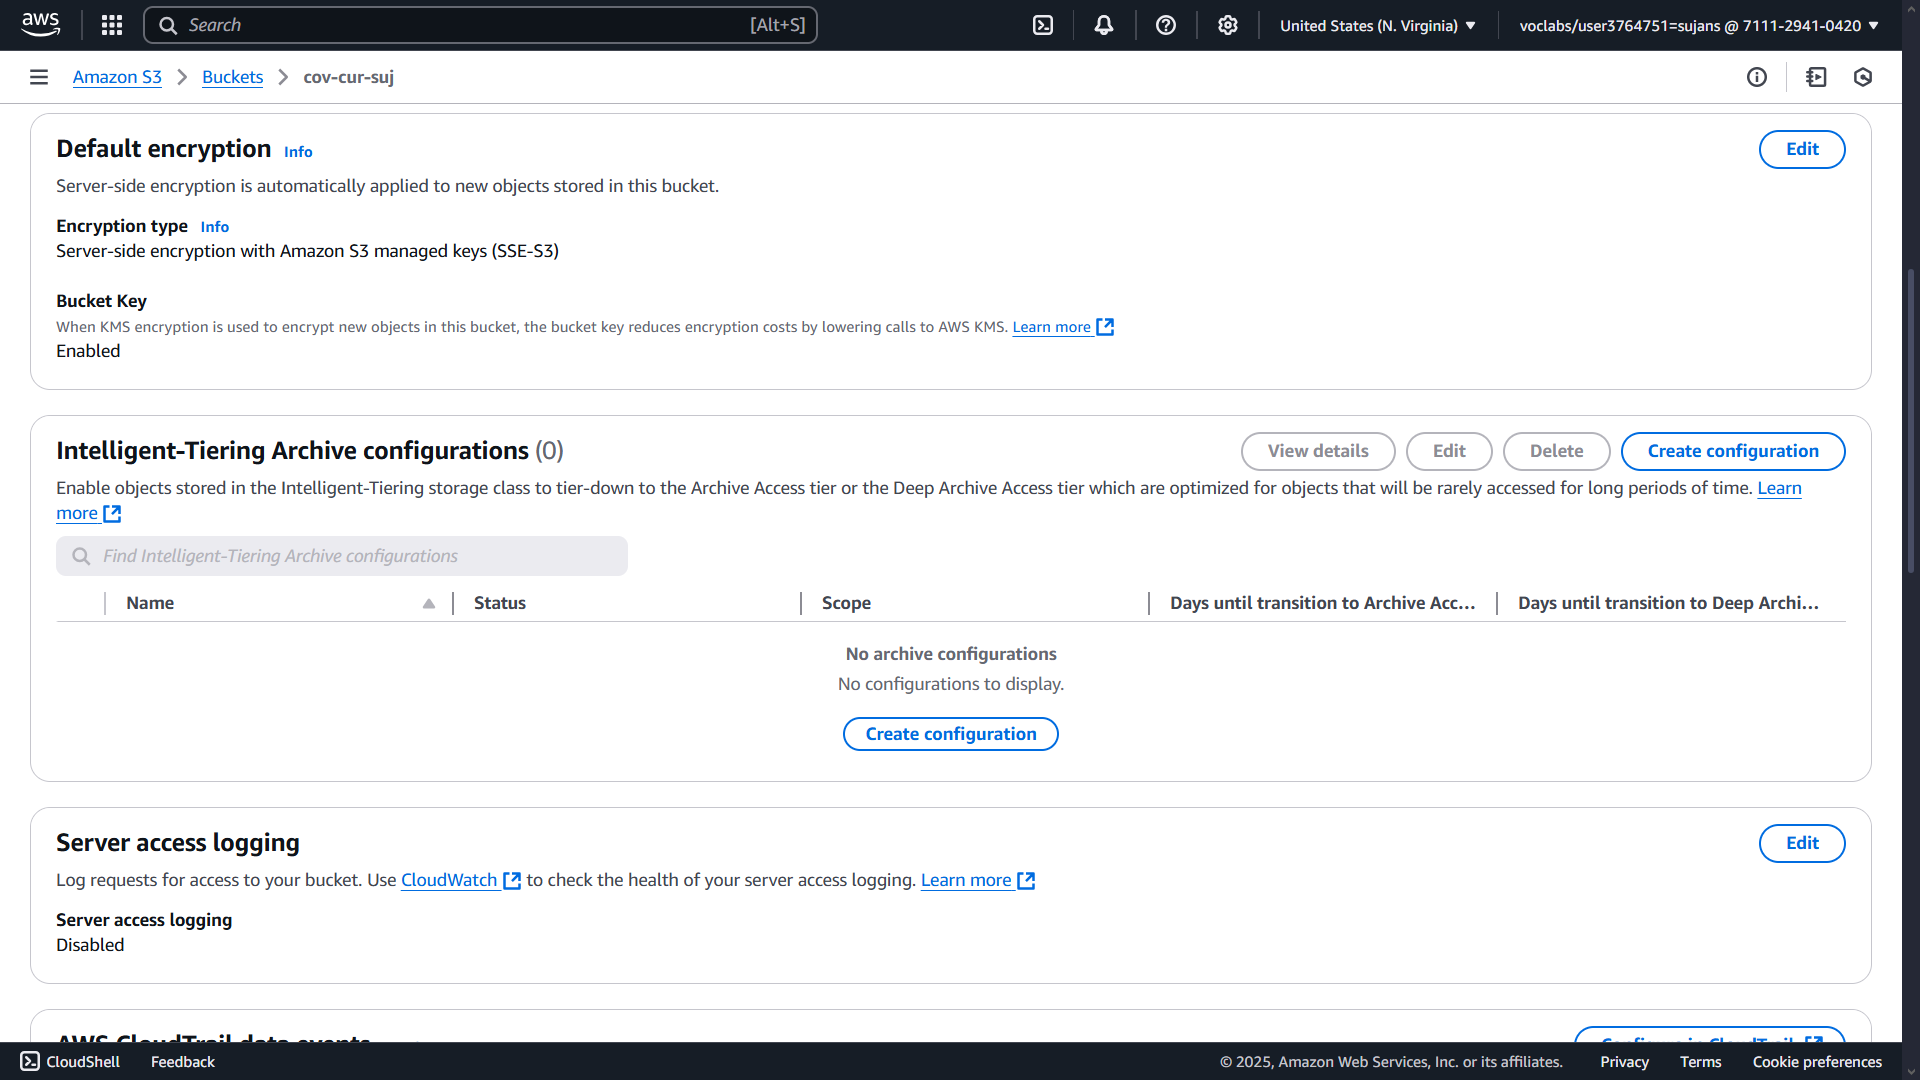 aws
Search [Alt+S]
United States (N. Virginia)
voclabs/user3764751=sujans @ 7111-2941-0420
Amazon S3 > Buckets > cov-cur-suj
Default encryption Info
Edit
Server-side encryption is automatically applied to new objects stored in this bucket.
Encryption type Info
Server-side encryption with Amazon S3 managed keys (SSE-S3)
Bucket Key
When KMS encryption is used to encrypt new objects in this bucket, the bucket key reduces encryption costs by lowering calls to AWS KMS. Learn more
Enabled
Intelligent-Tiering Archive configurations (0)
View details Edit Delete Create configuration
Enable objects stored in the Intelligent-Tiering storage class to tier-down to the Archive Access tier or the Deep Archive Access tier which are optimized for objects that will be rarely accessed for long periods of time. Learn
more
Find Intelligent-Tiering Archive configurations
Name Status Scope Days until transition to Archive Acc... Days until transition to Deep Archi...
No archive configurations
No configurations to display.
Create configuration
Server access logging
Edit
Log requests for access to your bucket. Use CloudWatch to check the health of your server access logging. Learn more
Server access logging
Disabled
AWS CloudTrail data events
Configure in CloudTrail
CloudShell Feedback
© 2025, Amazon Web Services, Inc. or its affiliates. Privacy Terms Cookie preferences